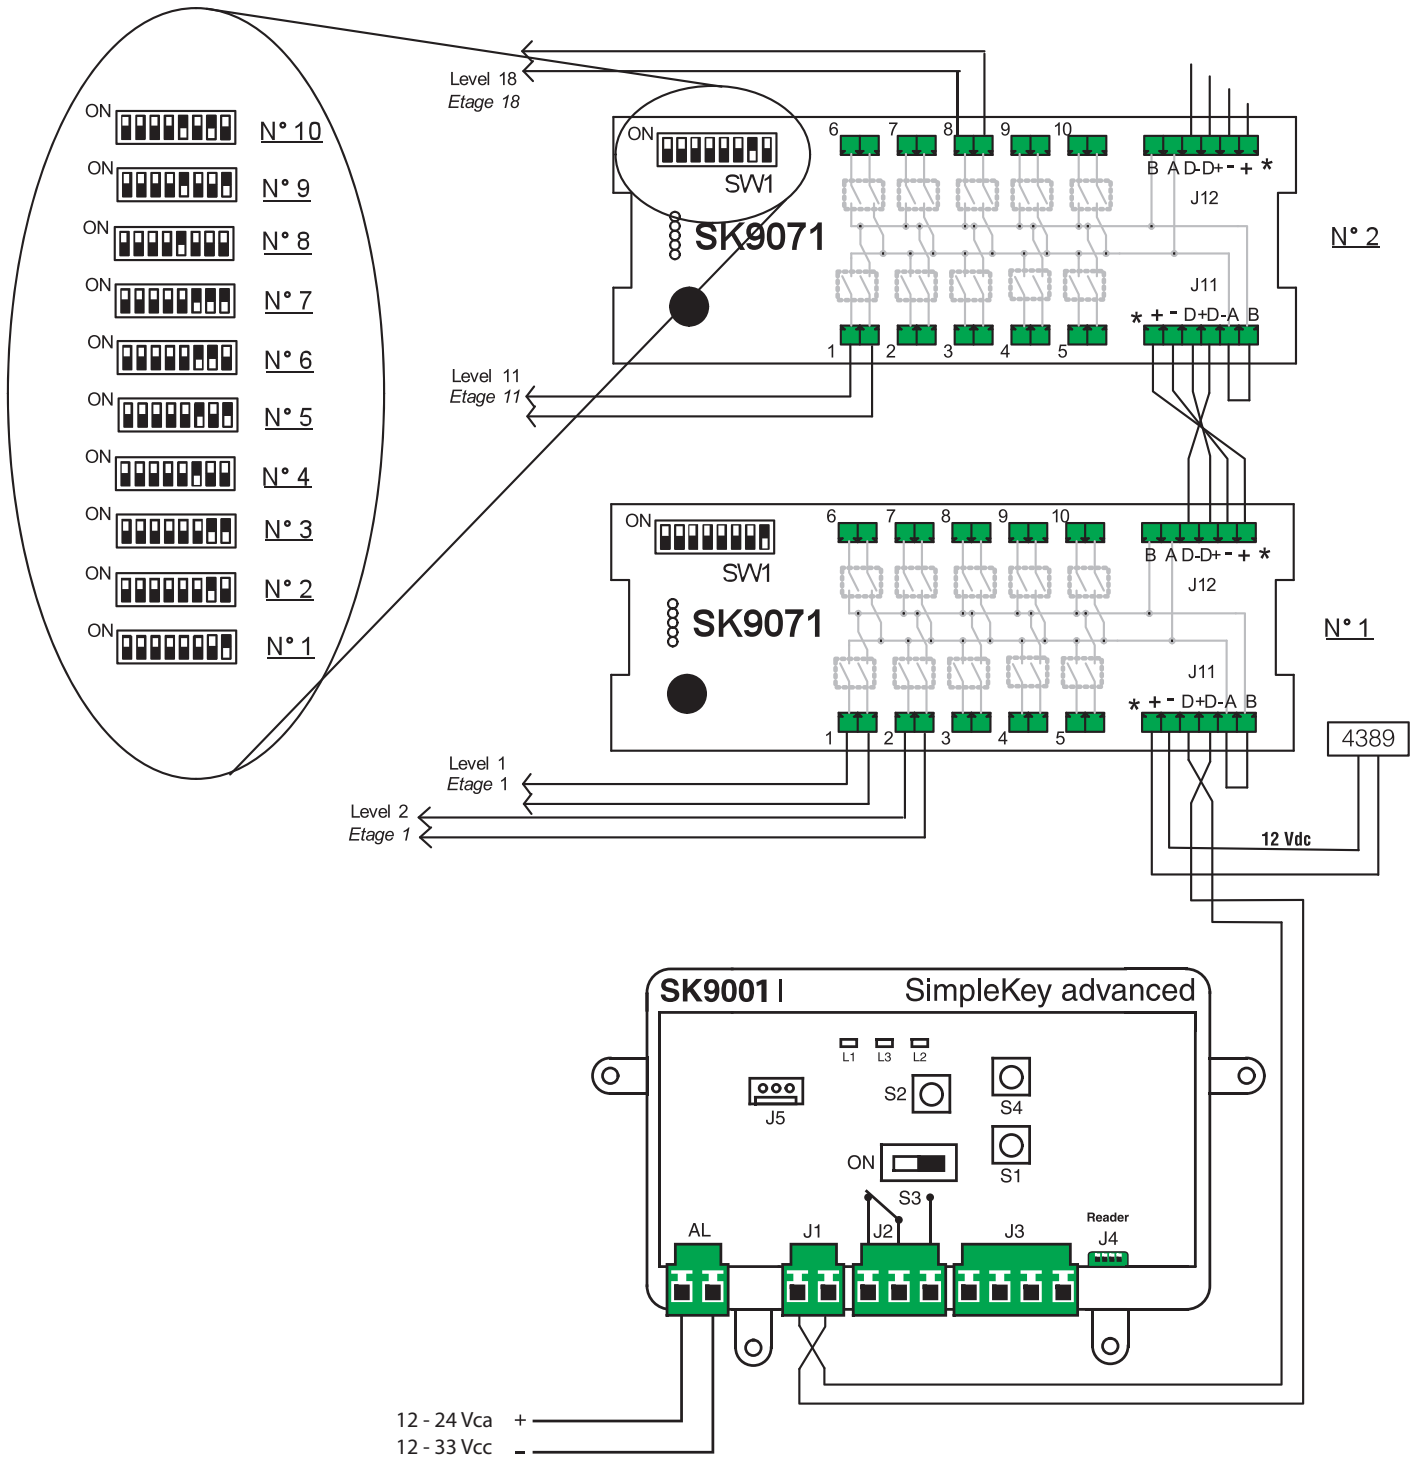 ON N° 10
ON N° 9
ON N° 8
ON N° 7
ON N° 6
ON N° 5
ON N° 4
ON N° 3
ON N° 2
ON N° 1
Level 18
Etage 18
ON
SW1
SK9071
6 7 8 9 10
B A D-D+ - + *
J12
N° 2
J11
* + - D+D-A B
1 2 3 4 5
Level 11
Etage 11
ON
SW1
SK9071
6 7 8 9 10
B A D-D+ - + *
J12
N° 1
J11
* + - D+D-A B
1 2 3 4 5
4389
Level 1
Etage 1
Level 2
Etage 1
12 Vdc
SK9001I SimpleKey advanced
L1 L3 L2
J5
S2
S4
S1
ON
S3
AL J1 J2 J3
Reader
J4
12 - 24 Vca +
12 - 33 Vcc -